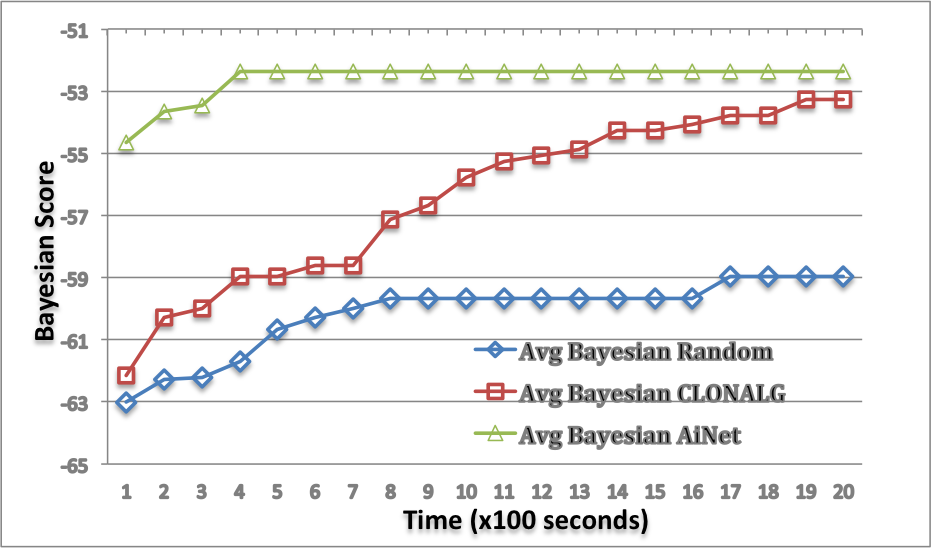 -51
-53
-55
-57
-59
-61
-63
-65
Bayesian Score
Avg Bayesian Random
Avg Bayesian CLONALG
Avg Bayesian AiNet
1 2 3 4 5 6 7 8 9 10 11 12 13 14 15 16 17 18 19 20
Time (x100 seconds)